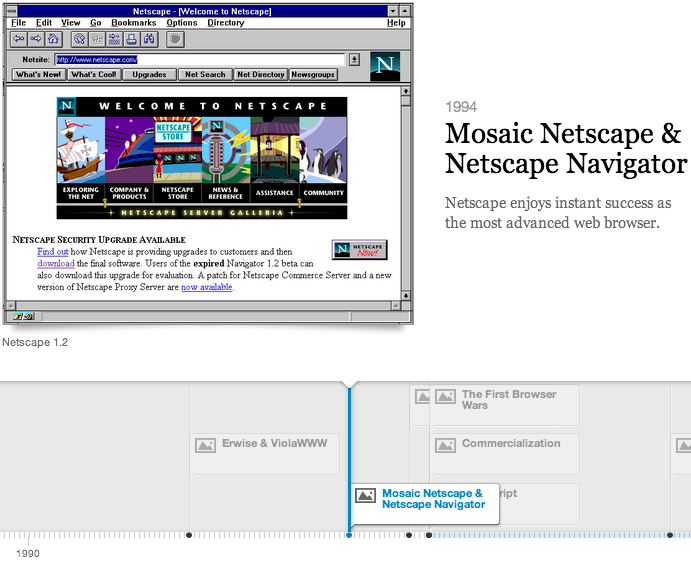 Netscape - [Welcome to Netscape]
File Edit View Go Bookmarks Options Directory Help
Netsite: http://www.netscape.com/
N
What's New! What's Cool! Upgrades Net Search Net Directory Newsgroups
N WELCOME TO NETSCAPE
NETSCAPE
STORE
EXPLORING
THE NET
COMPANY &
PRODUCTS
NETSCAPE
STORE
NEWS &
REFERENCE
ASSISTANCE
COMMUNITY
NETSCAPE SERVER GALLERIA
NETSCAPE SECURITY UPGRADE AVAILABLE
Find out how Netscape is providing upgrades to customers and then
download the final software. Users of the expired Navigator 1.2 beta can
also download this upgrade for evaluation. A patch for Netscape Commerce Server and a new
version of Netscape Proxy Server are now available.
N NETSCAPE
Now!
Netscape 1.2
1994
Mosaic Netscape &
Netscape Navigator
Netscape enjoys instant success as
the most advanced web browser.
The First Browser
Wars
Erwise & ViolaWWW
Commercialization
Mosaic Netscape &
Netscape Navigator
ript
1990